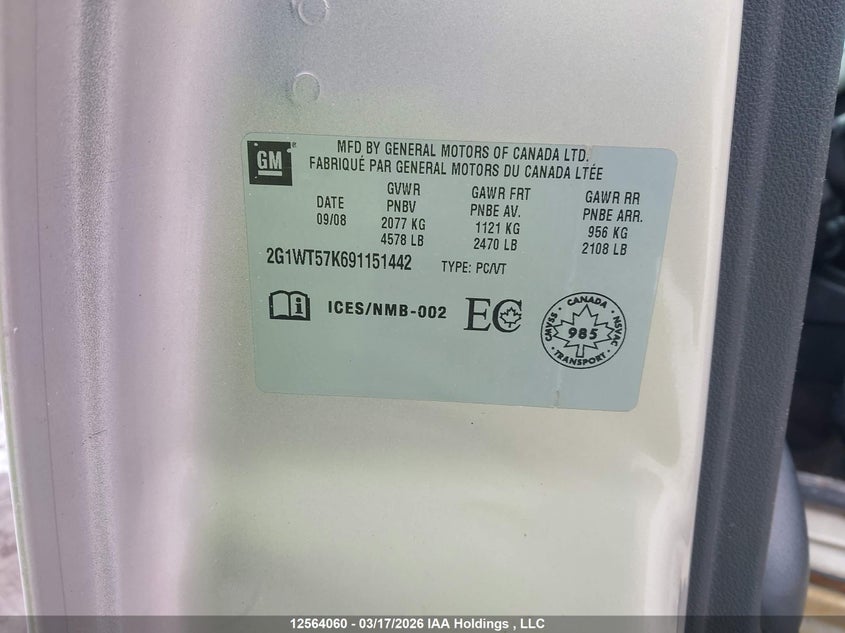 GM
MFD BY GENERAL MOTORS OF CANADA LTD.
FABRIQUÉ PAR GENERAL MOTORS DU CANADA LTÉE
DATE
09/08
GVWR
PNBV
2077 KG
4578 LB
GAWR FRT
PNBE AV.
1121 KG
2470 LB
GAWR RR
PNBE ARR.
956 KG
2108 LB
2G1WT57K691151442 TYPE: PC/VT
ICES/NMB-002 EC
CANADA
CMVSS 985 NSVAC
TRANSPORT
12564060 - 03/17/2026 IAA Holdings , LLC